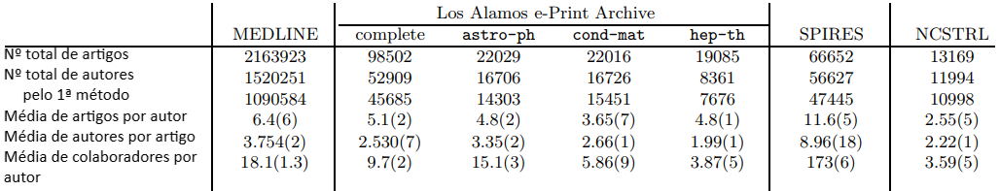 Los Alamos e-Print Archive
MEDLINE complete astro-ph cond-mat hep-th SPIRES NCSTRL
Nº total de artigos 2163923 98502 22029 22016 19085 66652 13169
Nº total de autores 1520251 52909 16706 16726 8361 56627 11994
pelo 1ª método 1090584 45685 14303 15451 7676 47445 10998
Média de artigos por autor 6.4(6) 5.1(2) 4.8(2) 3.65(7) 4.8(1) 11.6(5) 2.55(5)
Média de autores por artigo 3.754(2) 2.530(7) 3.35(2) 2.66(1) 1.99(1) 8.96(18) 2.22(1)
Média de colaboradores por 18.1(1.3) 9.7(2) 15.1(3) 5.86(9) 3.87(5) 173(6) 3.59(5)
autor